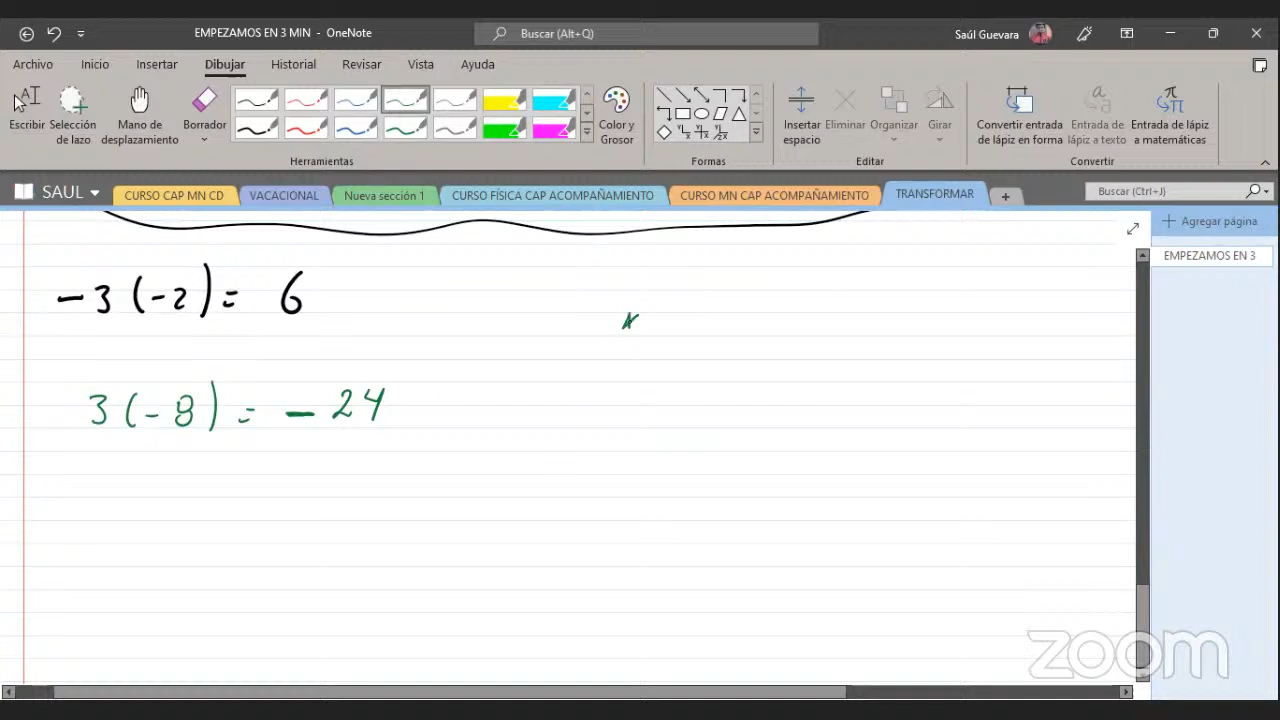 EMPEZAMOS EN 3 MIN - OneNote
Buscar (Alt+Q)
Saúl Guevara
Archivo Inicio Insertar Dibujar Historial Revisar Vista Ayuda
Escribir
Selección de lazo
Mano de desplazamiento
Borrador
Color y Grosor
Insertar espacio
Eliminar
Organizar
Girar
Convertir entrada de lápiz en forma
Entrada de lápiz a texto
Entrada de lápiz a matemáticas
Herramientas Formas Editar Convertir
SAUL
CURSO CAP MN CD
VACACIONAL
Nueva sección 1
CURSO FÍSICA CAP ACOMPAÑAMIENTO
CURSO MN CAP ACOMPAÑAMIENTO
TRANSFORMAR
Buscar (Ctrl+J)
Agregar página
EMPEZAMOS EN 3
-3(-2)= 6
3(-8)= -24
zoom